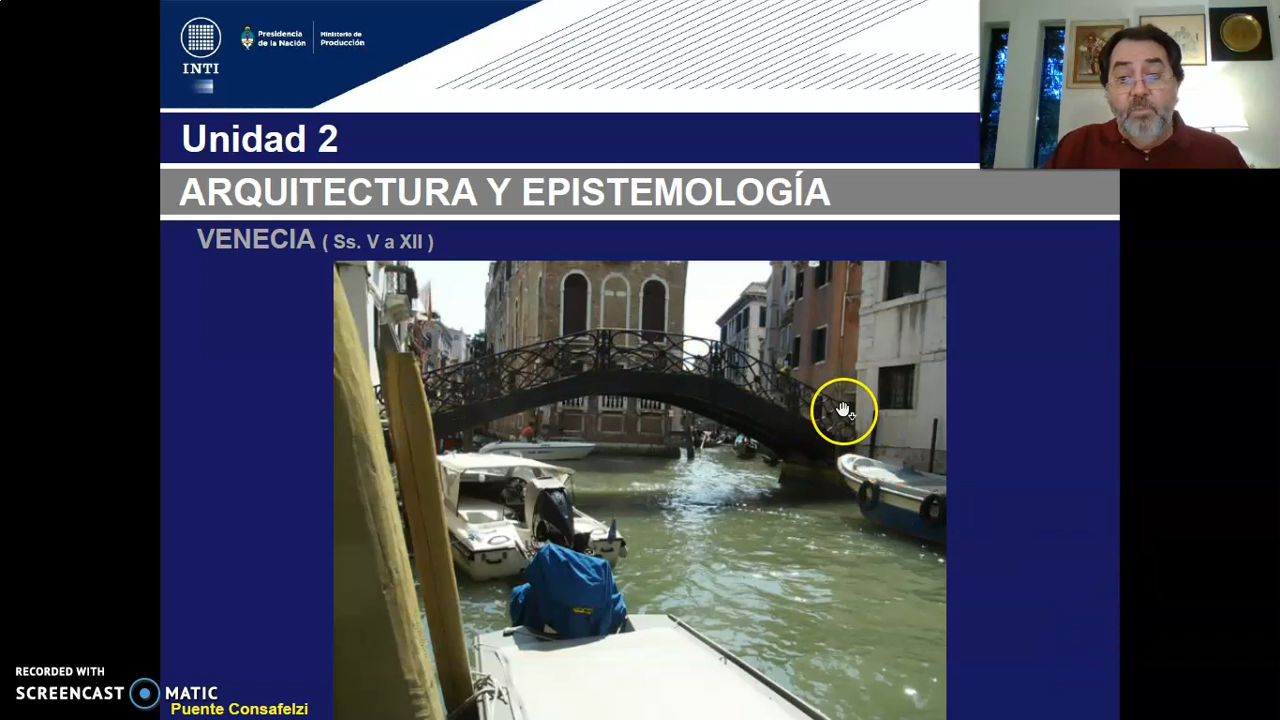 INTI
Presidencia
de la Nación
Ministerio de
Producción
Unidad 2
ARQUITECTURA Y EPISTEMOLOGÍA
VENECIA ( Ss. V a XII )
RECORDED WITH
SCREENCAST MATIC
Puente Consafelzi